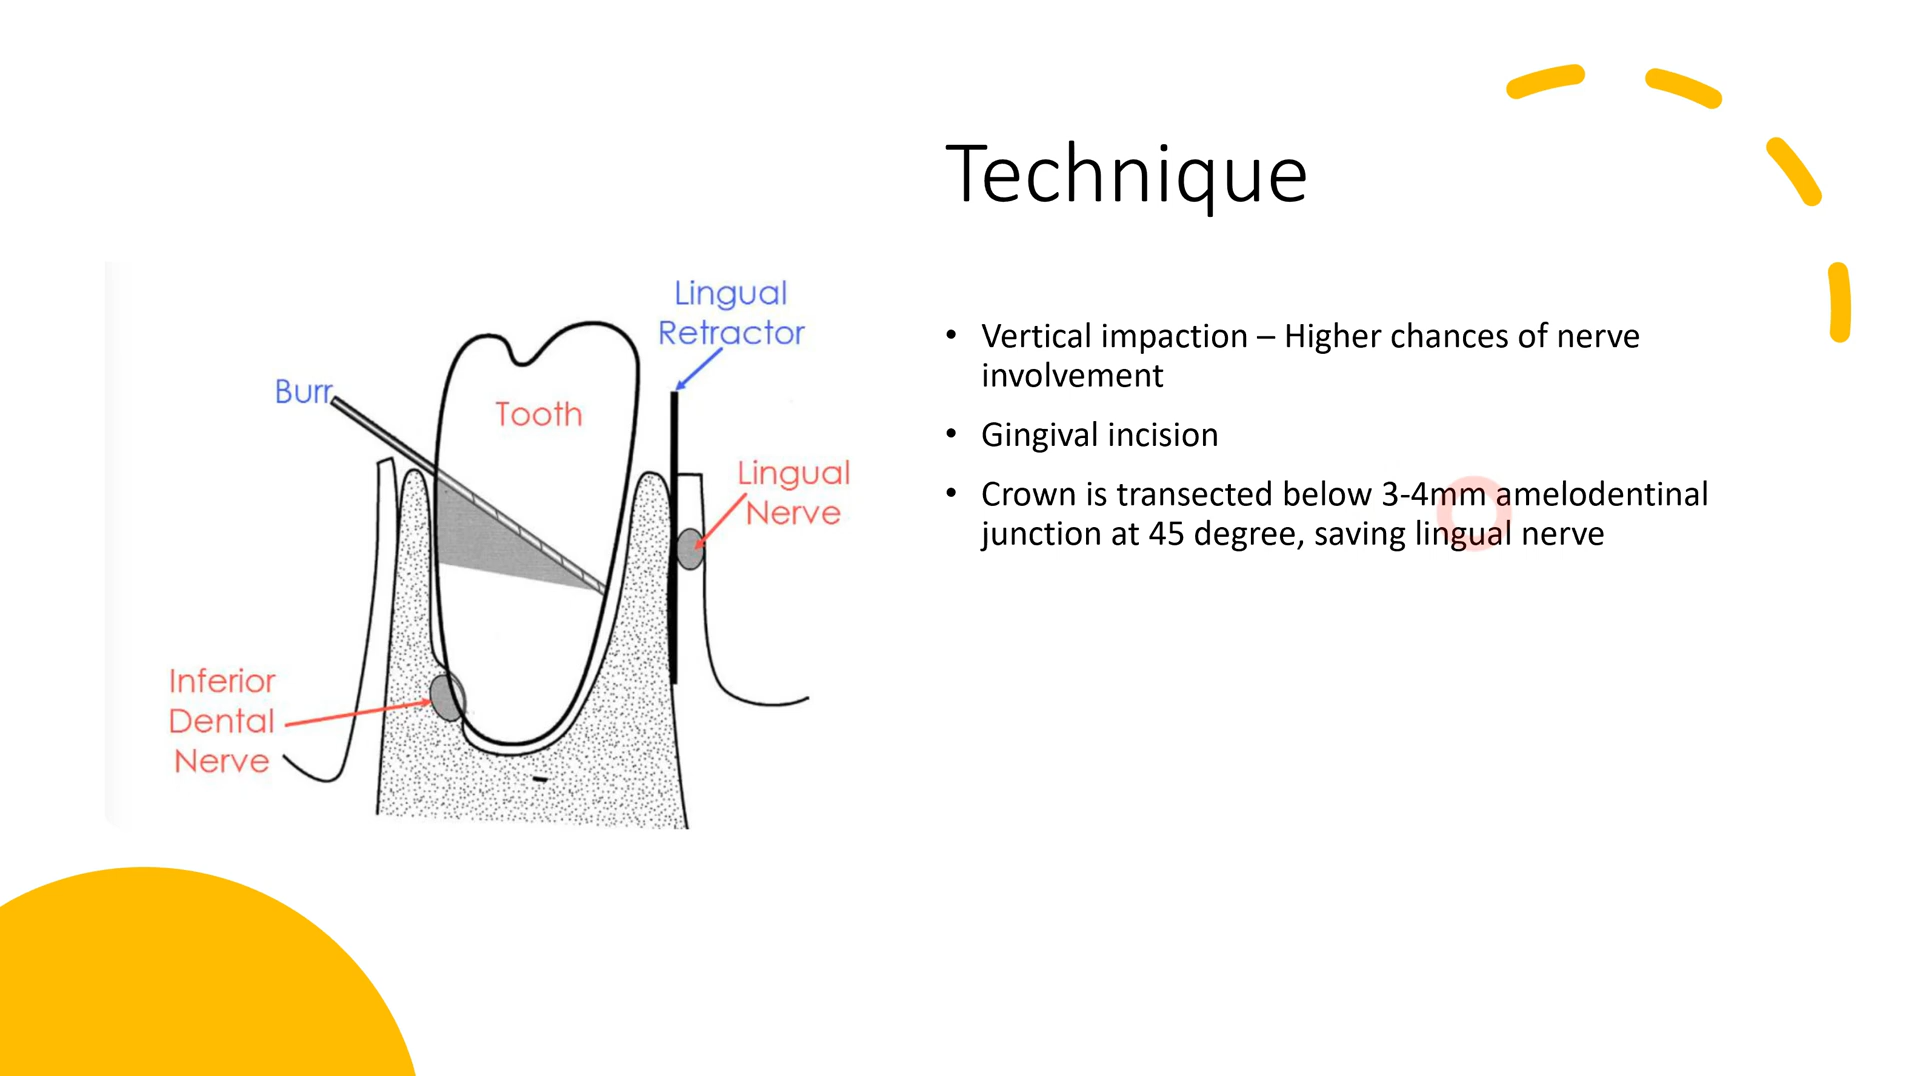 Technique
Lingual
Retractor
Burr
Tooth
Lingual
Nerve
Inferior
Dental
Nerve
• Vertical impaction – Higher chances of nerve
involvement
• Gingival incision
• Crown is transected below 3-4mm amelodentinal
junction at 45 degree, saving lingual nerve